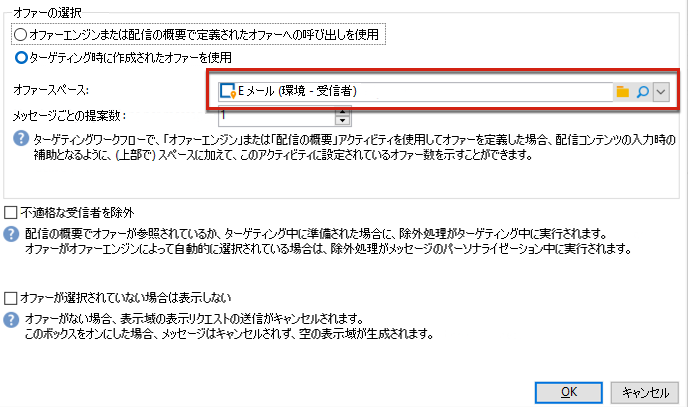 オファーの選択
オファーエンジンまたは配信の概要で定義されたオファーへの呼び出しを使用
ターゲティング時に作成されたオファーを使用
オファースペース:
Eメール (環境 - 受信者)
メッセージごとの提案数:
1
ターゲティングワークフローで、「オファーエンジン」または「配信の概要」アクティビティを使用してオファーを定義した場合、配信コンテンツの入力時の
補助となるように、(上部で) スペースに加えて、このアクティビティに設定されているオファー数を示すことができます。
不適格な受信者を除外
配信の概要でオファーが参照されているか、ターゲティング中に準備された場合に、除外処理がターゲティング中に実行されます。
オファーがオファーエンジンによって自動的に選択されている場合は、除外処理がメッセージのパーソナライゼーション中に実行されます。
オファーが選択されていない場合は表示しない
オファーがない場合、表示域の表示リクエストの送信がキャンセルされます。
このボックスをオンにした場合、メッセージはキャンセルされず、空の表示域が生成されます。
OK
キャンセル